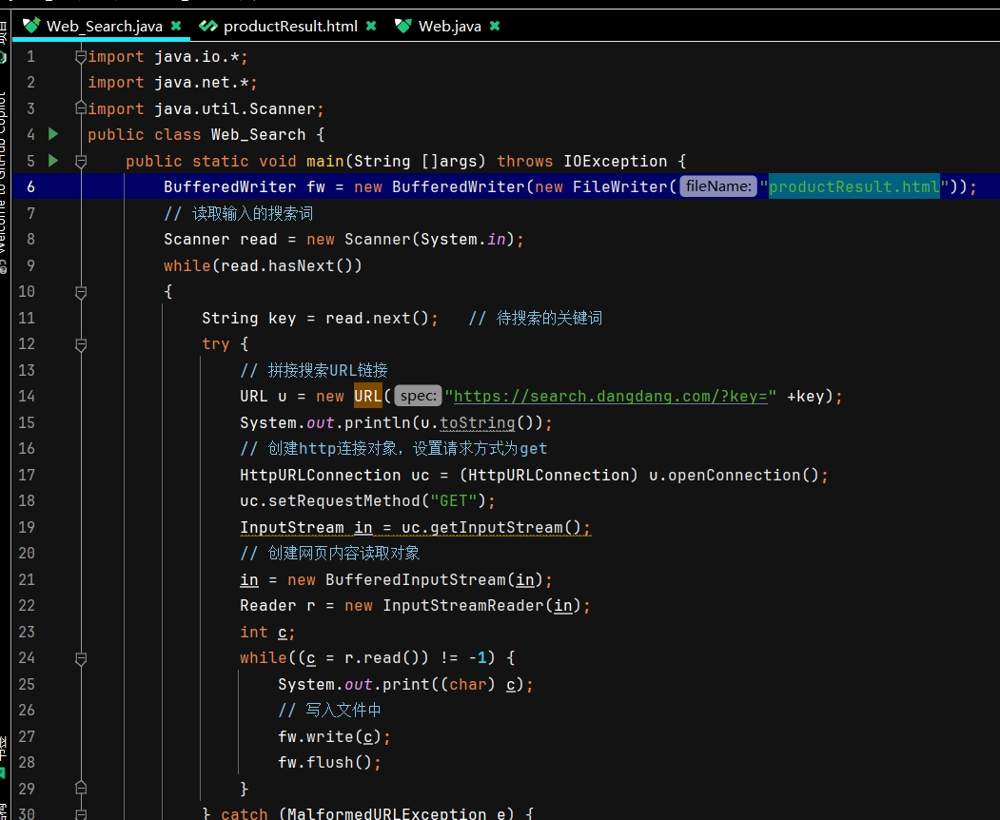 Web_Search.java productResult.html Web.java
1 import java.io.*;
2 import java.net.*;
3 import java.util.Scanner;
4 public class Web_Search {
5 public static void main(String []args) throws IOException {
6 BufferedWriter fw = new BufferedWriter(new FileWriter( fileName: "productResult.html"));
7 // 读取输入的搜索词
8 Scanner read = new Scanner(System.in);
9 while(read.hasNext())
10 {
11 String key = read.next(); // 待搜索的关键词
12 try {
13 // 拼接搜索URL链接
14 URL u = new URL( spec: "https://search.dangdang.com/?key=" +key);
15 System.out.println(u.toString());
16 // 创建http连接对象，设置请求方式为get
17 HttpURLConnection uc = (HttpURLConnection) u.openConnection();
18 uc.setRequestMethod("GET");
19 InputStream in = uc.getInputStream();
20 // 创建网页内容读取对象
21 in = new BufferedInputStream(in);
22 Reader r = new InputStreamReader(in);
23 int c;
24 while((c = r.read()) != -1) {
25 System.out.print((char) c);
26 // 写入文件中
27 fw.write(c);
28 fw.flush();
29 }
30 } catch (MalformedURLException e) {
Welcome to GitHub Copilot